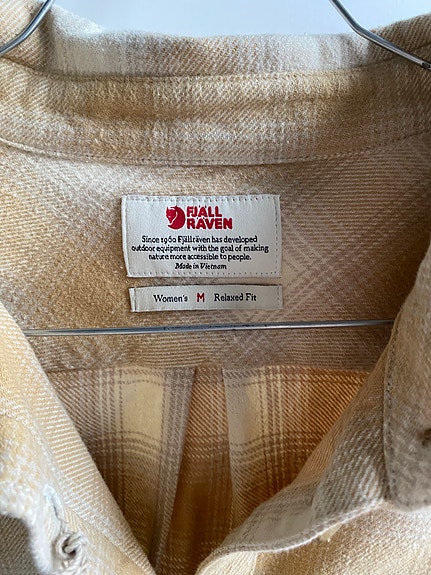 FJÄLL
RÄVEN
Since 1960 Fjällräven has developed
outdoor equipment with the goal of making
nature more accessible to people.
Made in Vietnam
Women's M Relaxed Fit